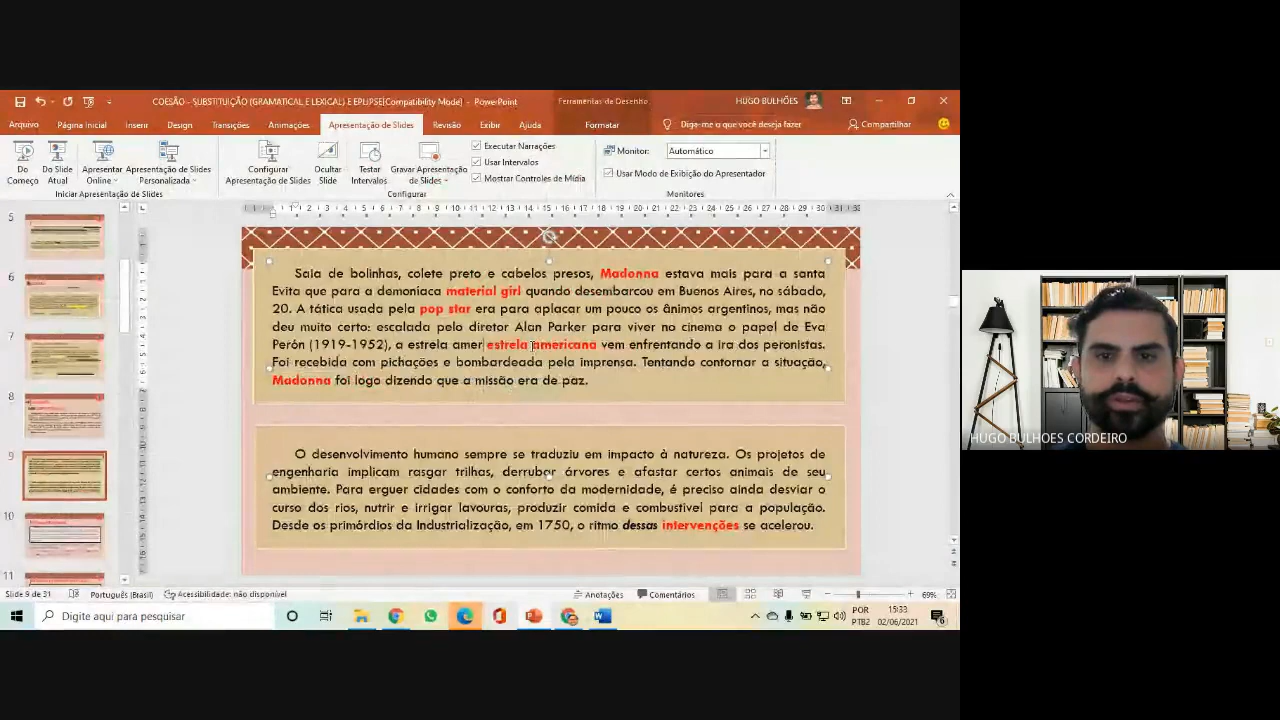 COESÃO - SUBSTITUIÇÃO (GRAMATICAL E LEXICAL) E EPLIPSE[Compatibility Mode] - PowerPoint
Ferramentas de Desenho
HUGO BULHÕES
Arquivo Página Inicial Inserir Design Transições Animações Apresentação de Slides Revisão Exibir Ajuda Formatar Diga-me o que você deseja fazer Compartilhar
Do Começo
Do Slide Atual
Apresentar Online
Apresentação de Slides Personalizada
Iniciar Apresentação de Slides
Configurar Apresentação de Slides
Ocultar Slide
Testar Intervalos
Gravar Apresentação de Slides
Executar Narrações
Usar Intervalos
Mostrar Controles de Mídia
Configurar
Monitor: Automático
Usar Modo de Exibição do Apresentador
Monitores
5
6
7
8
9
10
11
Saia de bolinhas, colete preto e cabelos presos, Madonna estava mais para a santa
Evita que para a demoníaca material girl quando desembarcou em Buenos Aires, no sábado,
20. A tática usada pela pop star era para aplacar um pouco os ânimos argentinos, mas não
deu muito certo: escalada pelo diretor Alan Parker para viver no cinema o papel de Eva
Perón (1919-1952), a estrela amer estrela americana vem enfrentando a ira dos peronistas.
Foi recebida com pichações e bombardeada pela imprensa. Tentando contornar a situação,
Madonna foi logo dizendo que a missão era de paz.
O desenvolvimento humano sempre se traduziu em impacto à natureza. Os projetos de
engenharia implicam rasgar trilhas, derrubar árvores e afastar certos animais de seu
ambiente. Para erguer cidades com o conforto da modernidade, é preciso ainda desviar o
curso dos rios, nutrir e irrigar lavouras, produzir comida e combustível para a população.
Desde os primórdios da Industrialização, em 1750, o ritmo dessas intervenções se acelerou.
HUGO BULHOES CORDEIRO
Slide 9 de 31 Português (Brasil) Acessibilidade: não disponível Anotações Comentários 69%
Digite aqui para pesquisar
POR
PTB2
15:33
02/06/2021
6